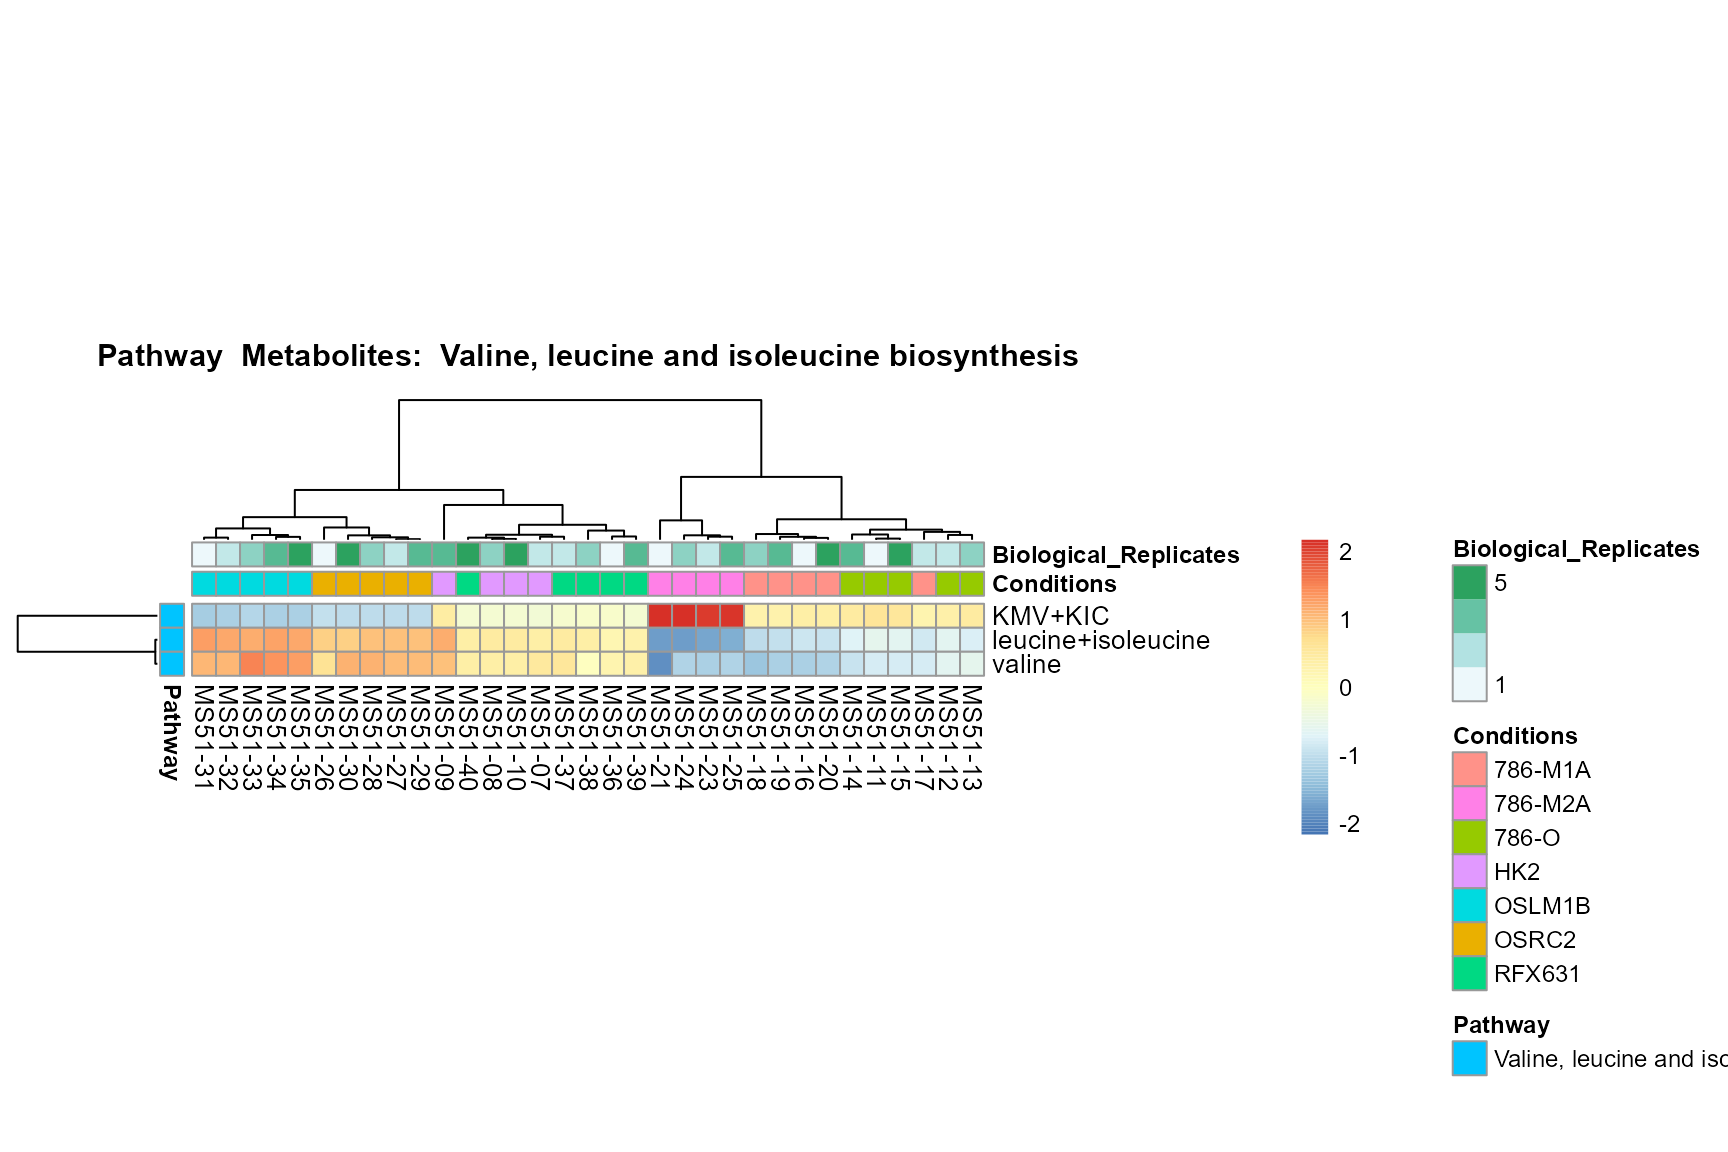 Pathway  Metabolites:  Valine, leucine and isoleucine biosynthesis
Biological_Replicates
Conditions
KMV+KIC
leucine+isoleucine
valine
Pathway
MS51-31
MS51-32
MS51-33
MS51-34
MS51-35
MS51-26
MS51-30
MS51-28
MS51-27
MS51-29
MS51-09
MS51-40
MS51-08
MS51-10
MS51-07
MS51-37
MS51-38
MS51-36
MS51-39
MS51-21
MS51-24
MS51-23
MS51-25
MS51-18
MS51-19
MS51-16
MS51-20
MS51-14
MS51-11
MS51-15
MS51-17
MS51-12
MS51-13
2
1
0
-1
-2
Biological_Replicates
5
1
Conditions
786-M1A
786-M2A
786-O
HK2
OSLM1B
OSRC2
RFX631
Pathway
Valine, leucine and iso